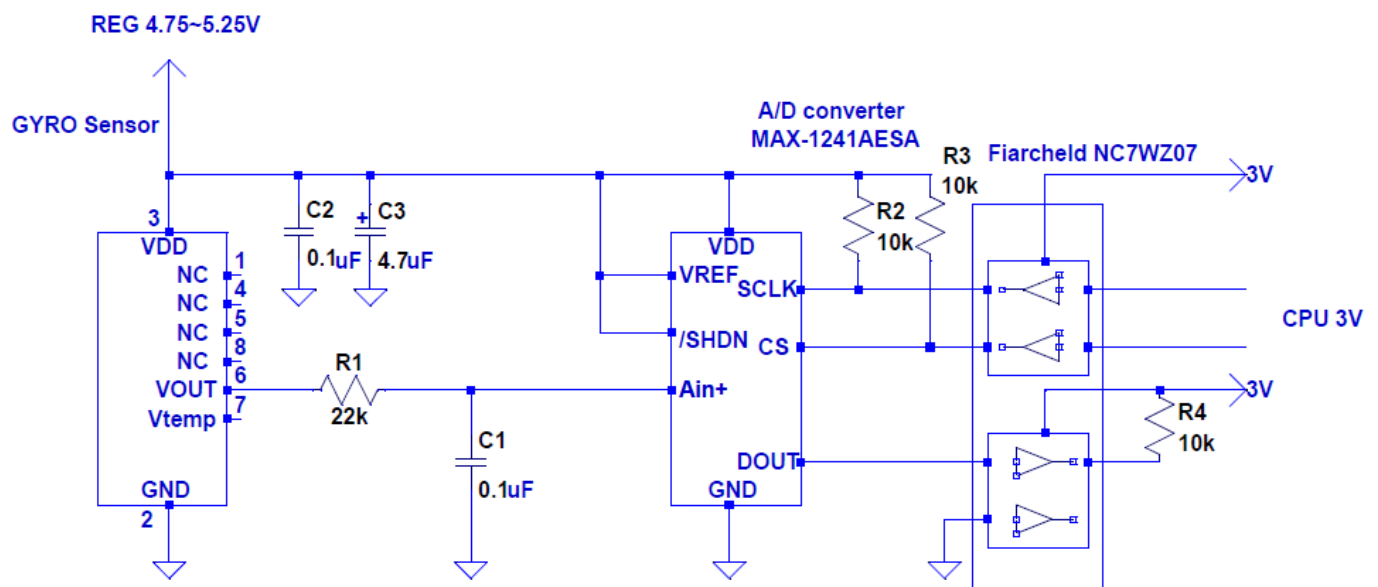 REG 4.75~5.25V
GYRO Sensor
A/D converter
MAX-1241AESA
R3
10k
Fiarcheld NC7WZ07
3V
3
VDD
NC 1
NC 4
NC 5
NC 8
VOUT 6
Vtemp 7
GND
2
C2
0.1uF
+ C3
4.7uF
R1
22k
C1
0.1uF
VDD
VREF
/SHDN
Ain+
SCLK
CS
DOUT
GND
R2
10k
CPU 3V
3V
R4
10k